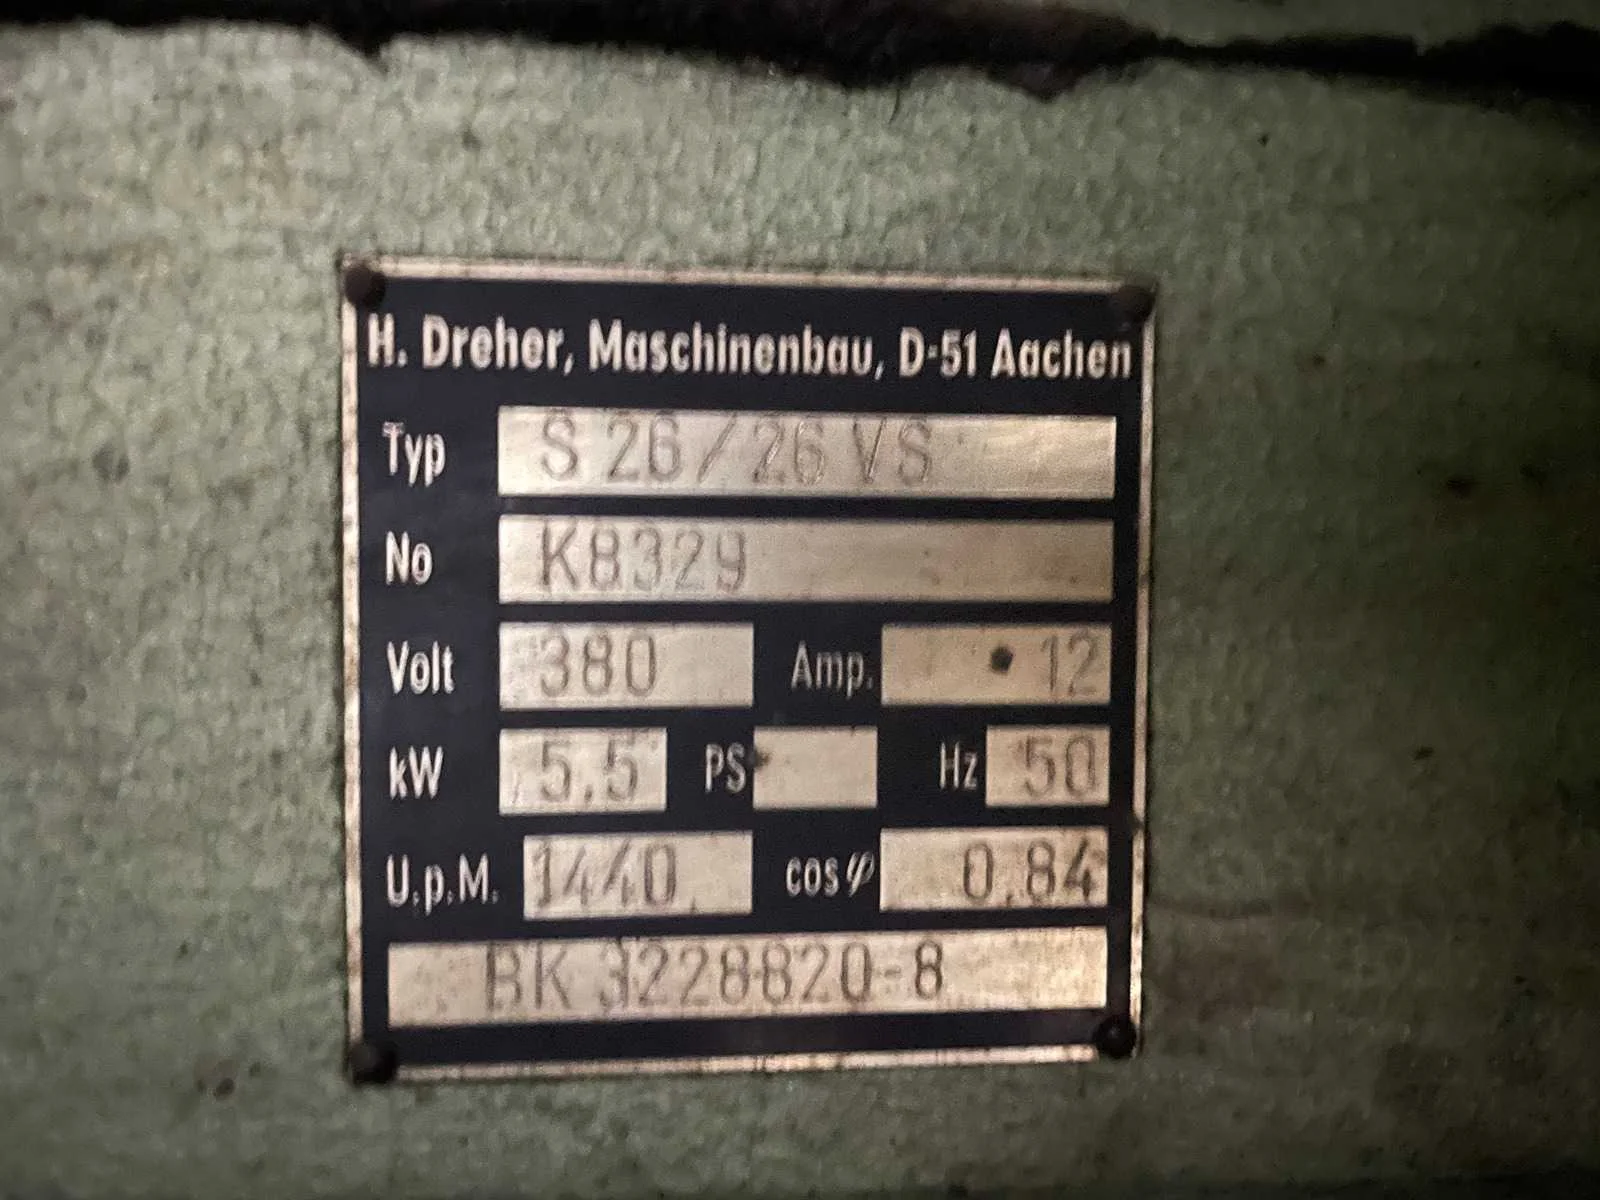 H. Dreher, Maschinenbau, D-51 Aachen
Typ S 26/26 VS
No K8329
Volt 380 Amp. 12
kW 5.5 PS Hz 50
U.p.M. 1440 cos φ 0.84
BK 3228820-8